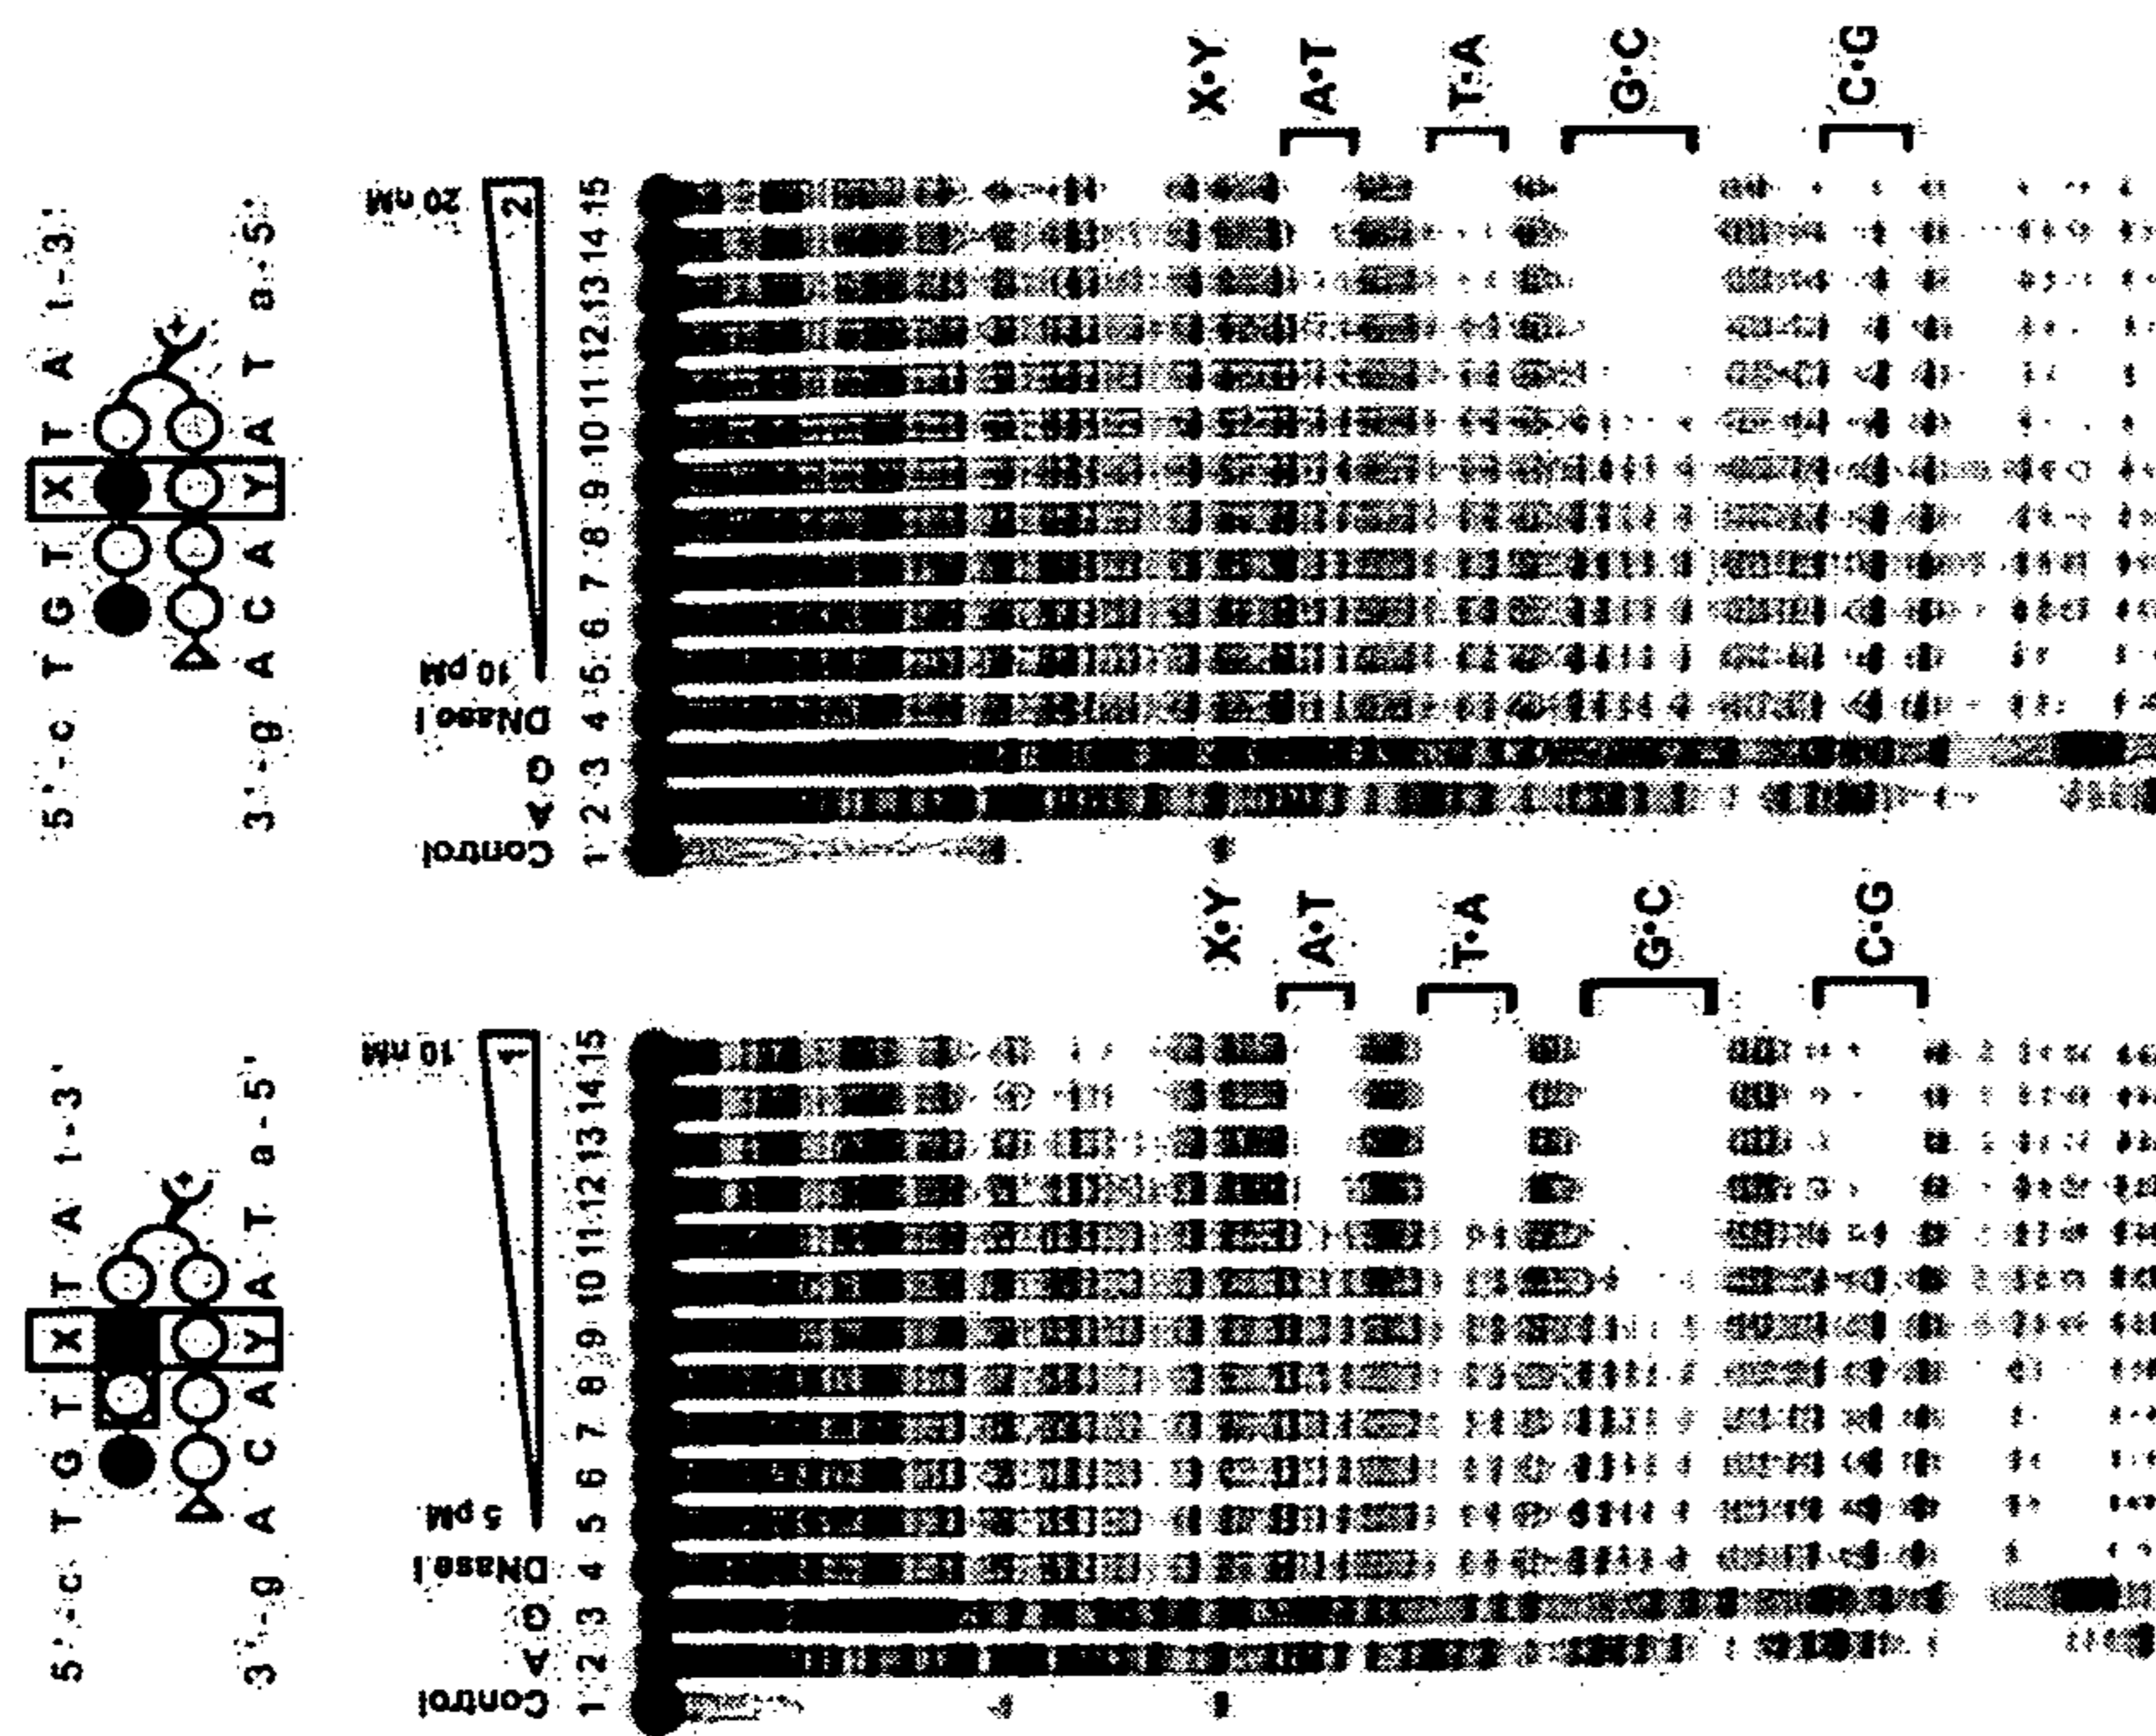 5'-c T G T X T A t-3'
3'-g A C A Y A T a-5'
Control A G DNase I 5 pM 10 nM
1
1 2 3 4 5 6 7 8 9 10 11 12 13 14 15
X•Y
A•T
T•A
G•C
C•G
5'-c T G T X T A t-3'
3'-g A C A Y A T a-5'
Control A G DNase I 10 pM 20 nM
2
1 2 3 4 5 6 7 8 9 10 11 12 13 14 15
X•Y
A•T
T•A
G•C
C•G